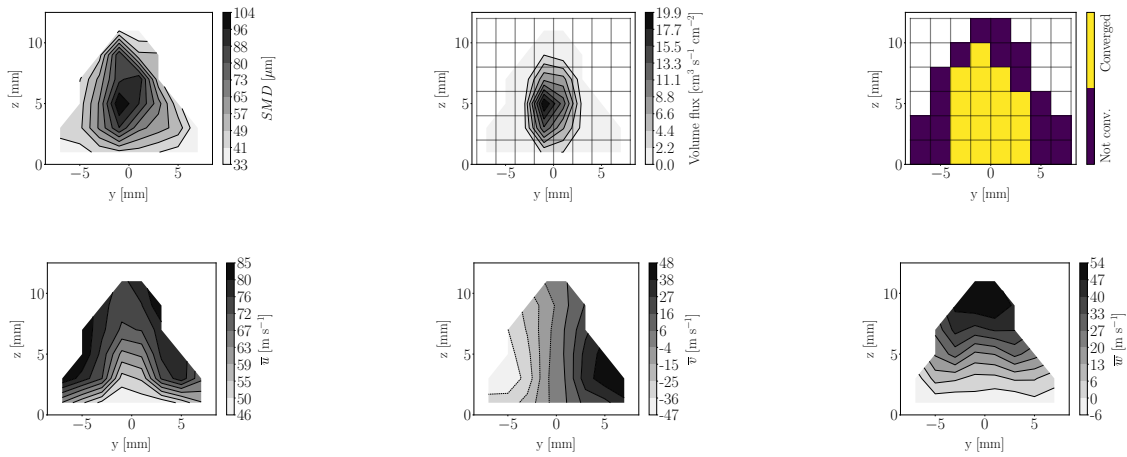 10
5
0
−5 0 5
y [mm]
z [mm]
104
96
88
80
73
65
57
49
41
33
SMD [μm]
z [mm]
10
5
0
−5 0 5
y [mm]
19.9
17.7
15.5
13.3
11.1
8.8
6.6
4.4
2.2
0.0
Volume flux [cm³ s⁻¹ cm⁻²]
z [mm]
10
5
0
−5 0 5
y [mm]
Not conv. Converged
z [mm]
10
5
0
−5 0 5
y [mm]
85
80
76
72
67
63
59
55
50
46
u̅ [m s⁻¹]
z [mm]
10
5
0
−5 0 5
y [mm]
48
38
27
16
6
-4
-15
-25
-36
-47
v̅ [m s⁻¹]
z [mm]
10
5
0
−5 0 5
y [mm]
54
47
40
33
27
20
13
6
0
-6
w̅ [m s⁻¹]